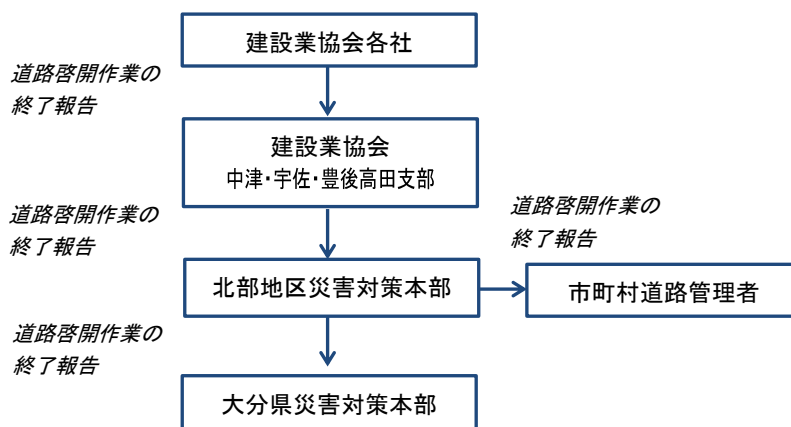 建設業協会各社
道路啓開作業の
終了報告
建設業協会
中津・宇佐・豊後高田支部
道路啓開作業の
終了報告
道路啓開作業の
終了報告
北部地区災害対策本部
市町村道路管理者
道路啓開作業の
終了報告
大分県災害対策本部